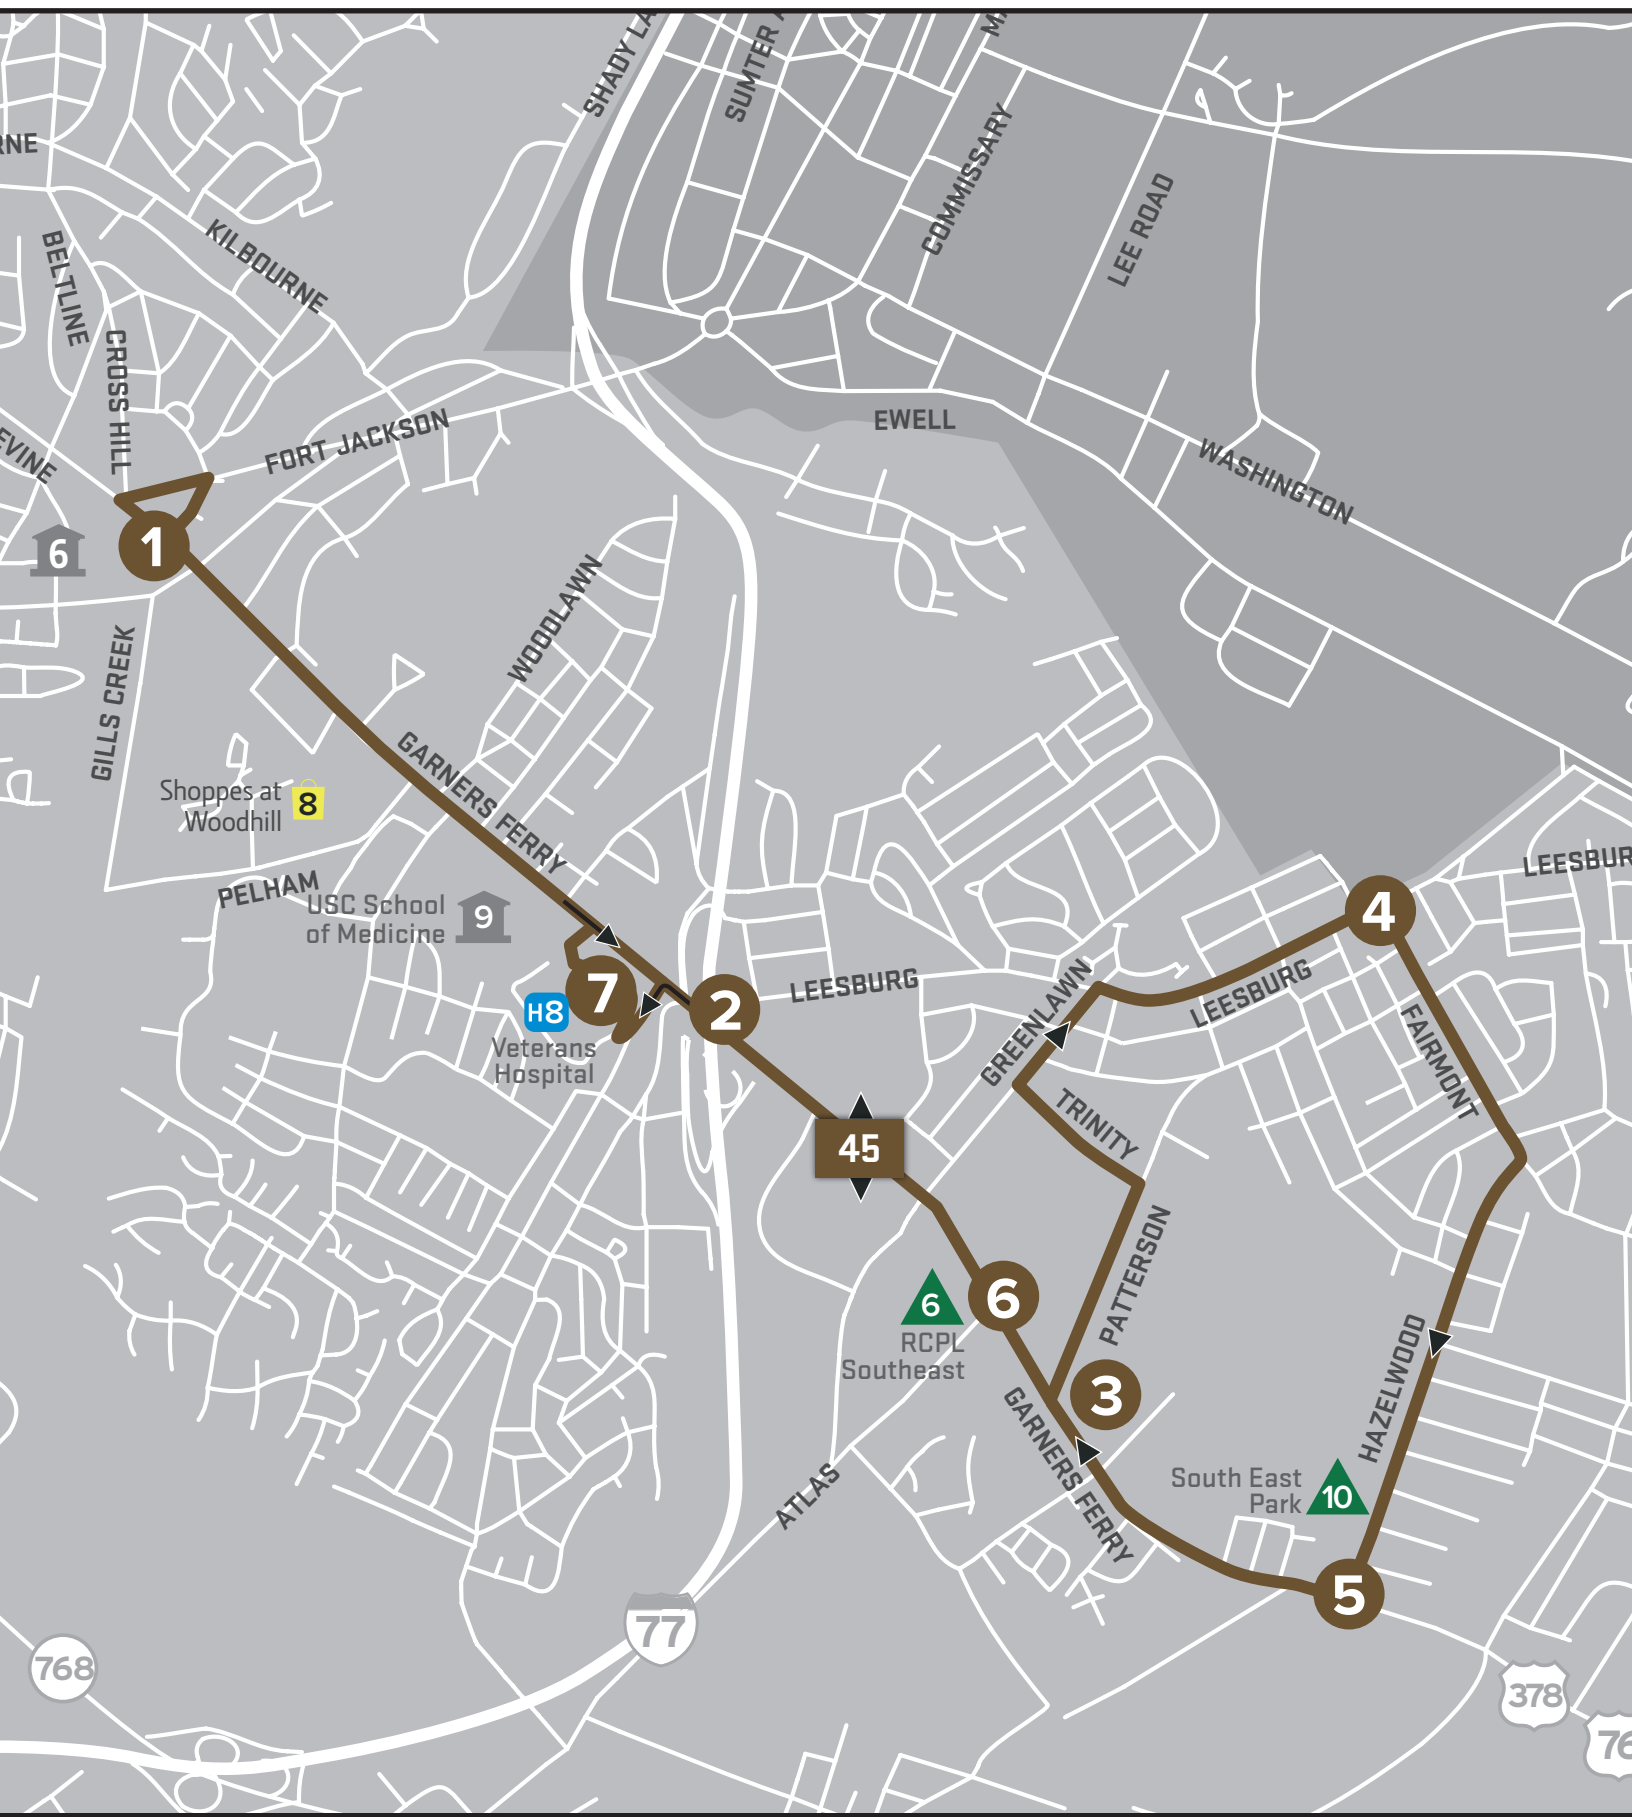 SHADY LA
SUMTER A
MA
COMMISSARY
LEE ROAD
RNE
BELTLINE
KILBOURNE
CROSS HILL
EVINE
FORT JACKSON
EWELL
WASHINGTON
6
1
GILLS CREEK
WOODLAWN
GARNERS FERRY
Shoppes at
Woodhill
8
PELHAM
USC School
of Medicine
9
7
H8
Veterans
Hospital
2
LEESBURG
GREENLAWN
LEESBURG
4
LEESBUR
FAIRMONT
TRINITY
45
PATTERSON
6
6
RCPL
Southeast
3
GARNERS FERRY
HAZELWOOD
South East
Park
10
5
ATLAS
77
768
378
76